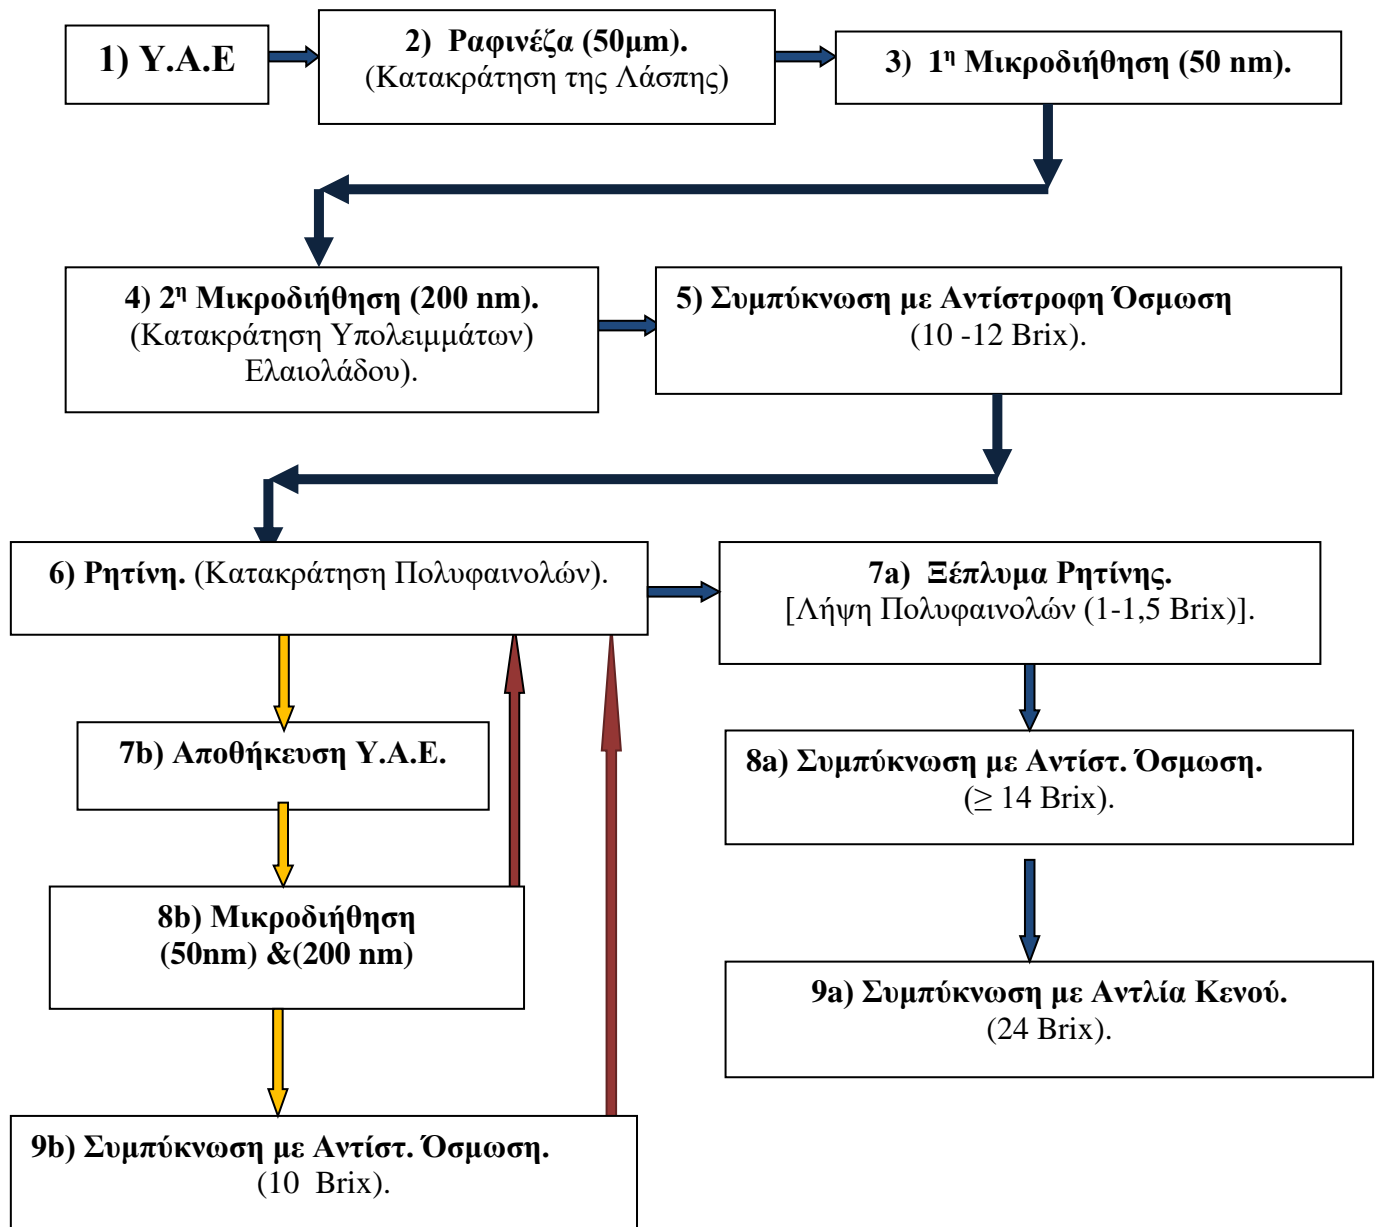 1) Υ.Α.Ε
2) Ραφινέζα (50μm).
(Κατακράτηση της Λάσπης)
3) 1η Μικροδιήθηση (50 nm).
4) 2η Μικροδιήθηση (200 nm).
(Κατακράτηση Υπολειμμάτων)
Ελαιολάδου).
5) Συμπύκνωση με Αντίστροφη Όσμωση
(10 -12 Brix).
6) Ρητίνη. (Κατακράτηση Πολυφαινολών).
7a) Ξέπλυμα Ρητίνης.
[Λήψη Πολυφαινολών (1-1,5 Brix)].
7b) Αποθήκευση Υ.Α.Ε.
8a) Συμπύκνωση με Αντίστ. Όσμωση.
(≥ 14 Brix).
8b) Μικροδιήθηση
(50nm) &(200 nm)
9a) Συμπύκνωση με Αντλία Κενού.
(24 Brix).
9b) Συμπύκνωση με Αντίστ. Όσμωση.
(10 Brix).